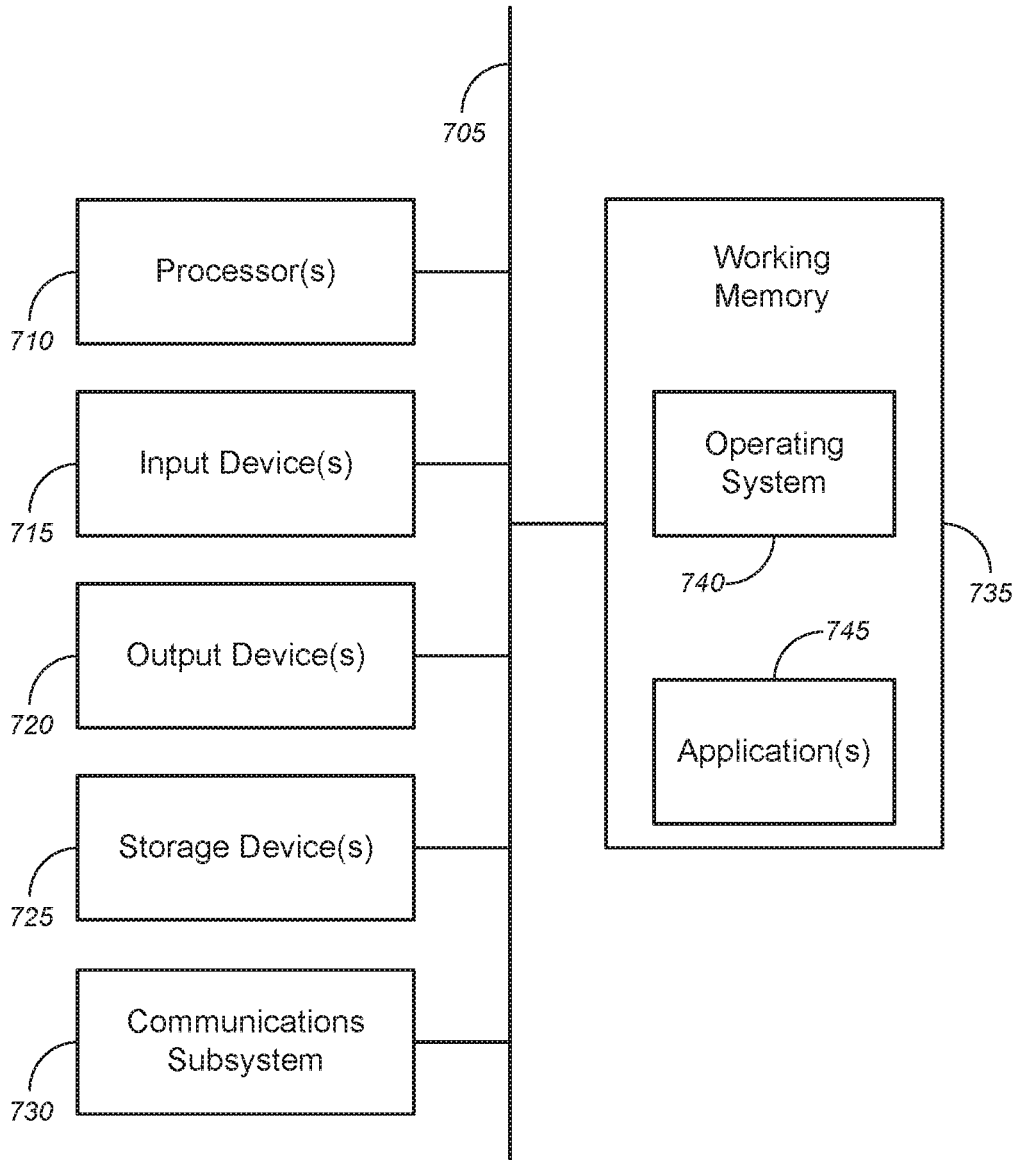 705
Processor(s)
710
Input Device(s)
715
Output Device(s)
720
Storage Device(s)
725
Communications
Subsystem
730
Working
Memory
Operating
System
740
735
745
Application(s)